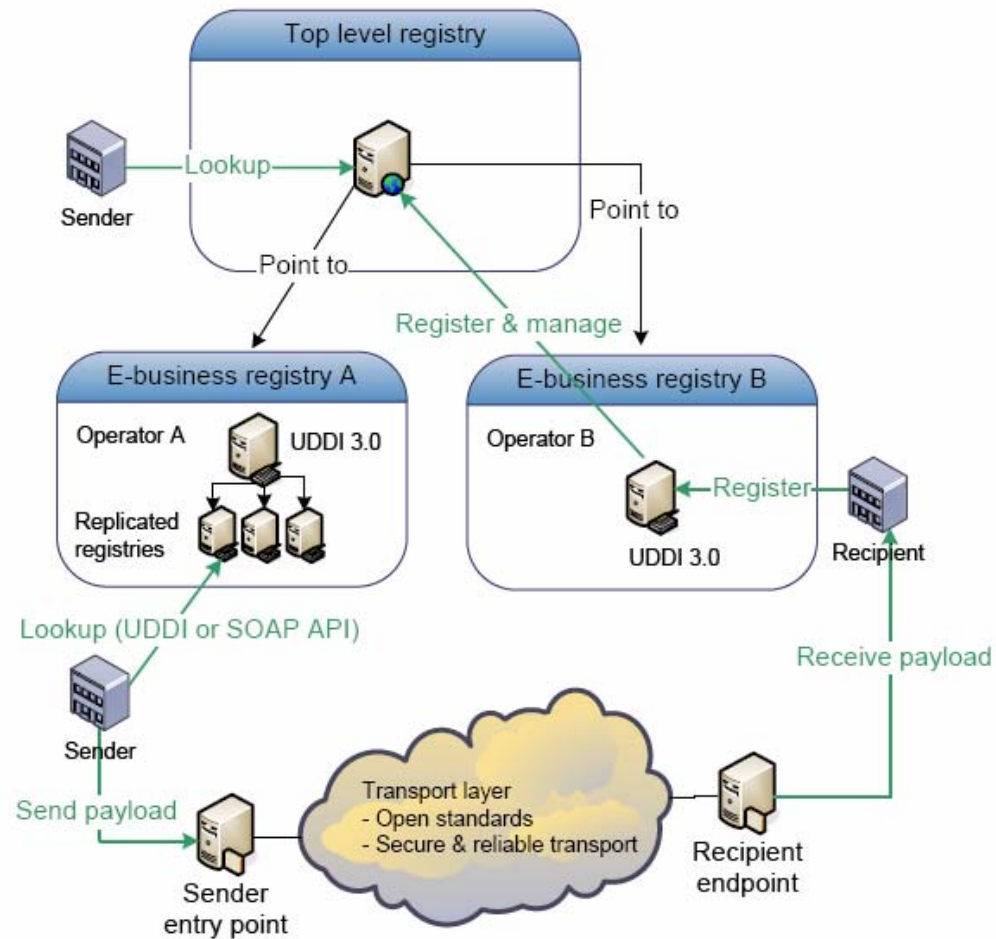 Top level registry
Lookup
Sender
Point to
Point to
Register & manage
E-business registry A
Operator A
UDDI 3.0
Replicated
registries
E-business registry B
Operator B
UDDI 3.0
Register
Recipient
Lookup (UDDI or SOAP API)
Sender
Send payload
Sender
entry point
Transport layer
- Open standards
- Secure & reliable transport
Recipient
endpoint
Receive payload